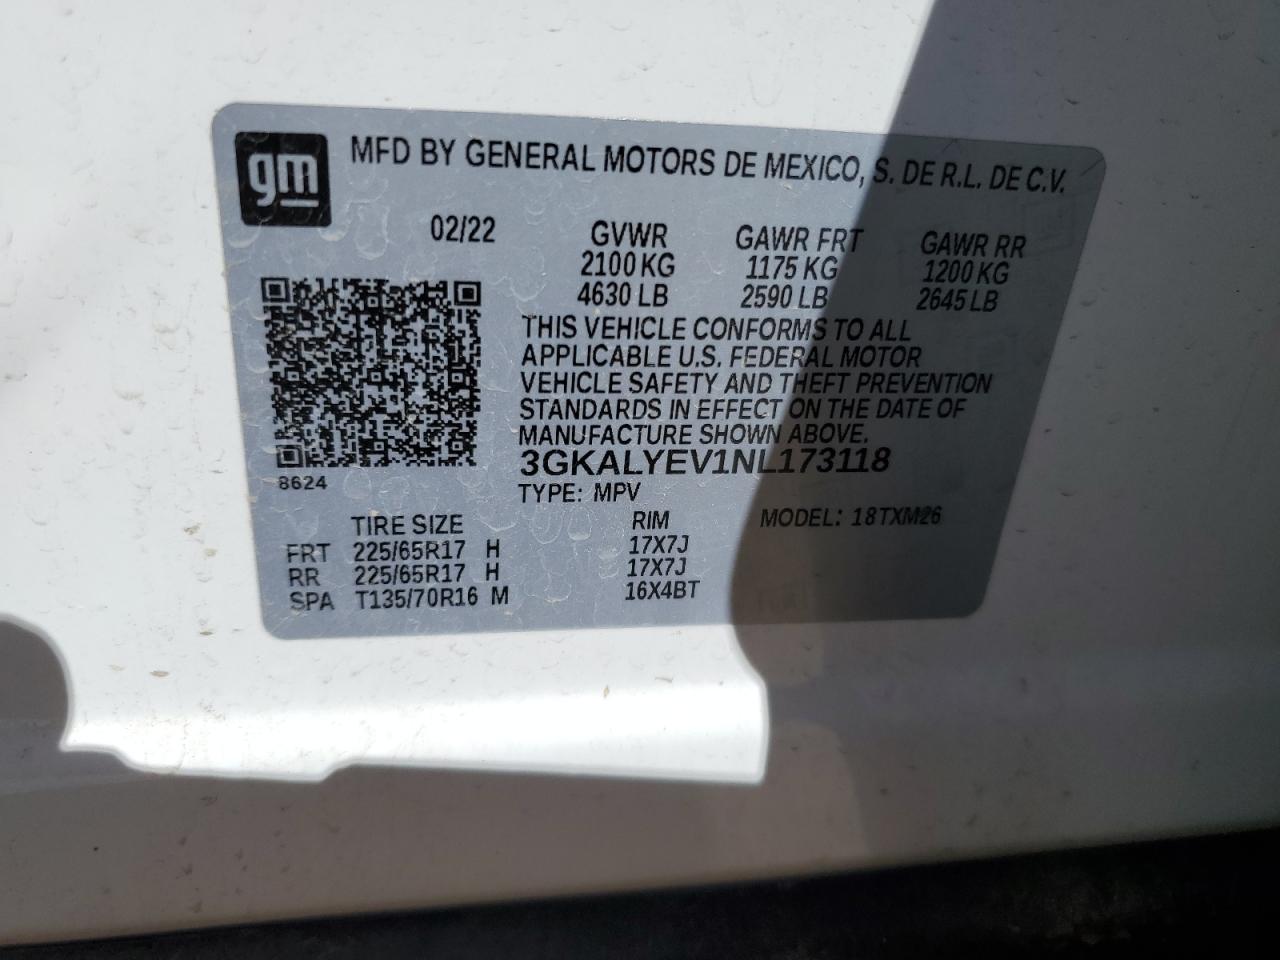 gm
MFD BY GENERAL MOTORS DE MEXICO, S. DE R.L. DE C.V.
02/22 GVWR GAWR FRT GAWR RR
2100 KG 1175 KG 1200 KG
4630 LB 2590 LB 2645 LB
THIS VEHICLE CONFORMS TO ALL
APPLICABLE U.S. FEDERAL MOTOR
VEHICLE SAFETY AND THEFT PREVENTION
STANDARDS IN EFFECT ON THE DATE OF
MANUFACTURE SHOWN ABOVE.
3GKALYEV1NL173118
8624
TYPE: MPV
MODEL: 18TXM26
TIRE SIZE RIM
FRT 225/65R17 H 17X7J
RR 225/65R17 H 17X7J
SPA T135/70R16 M 16X4BT